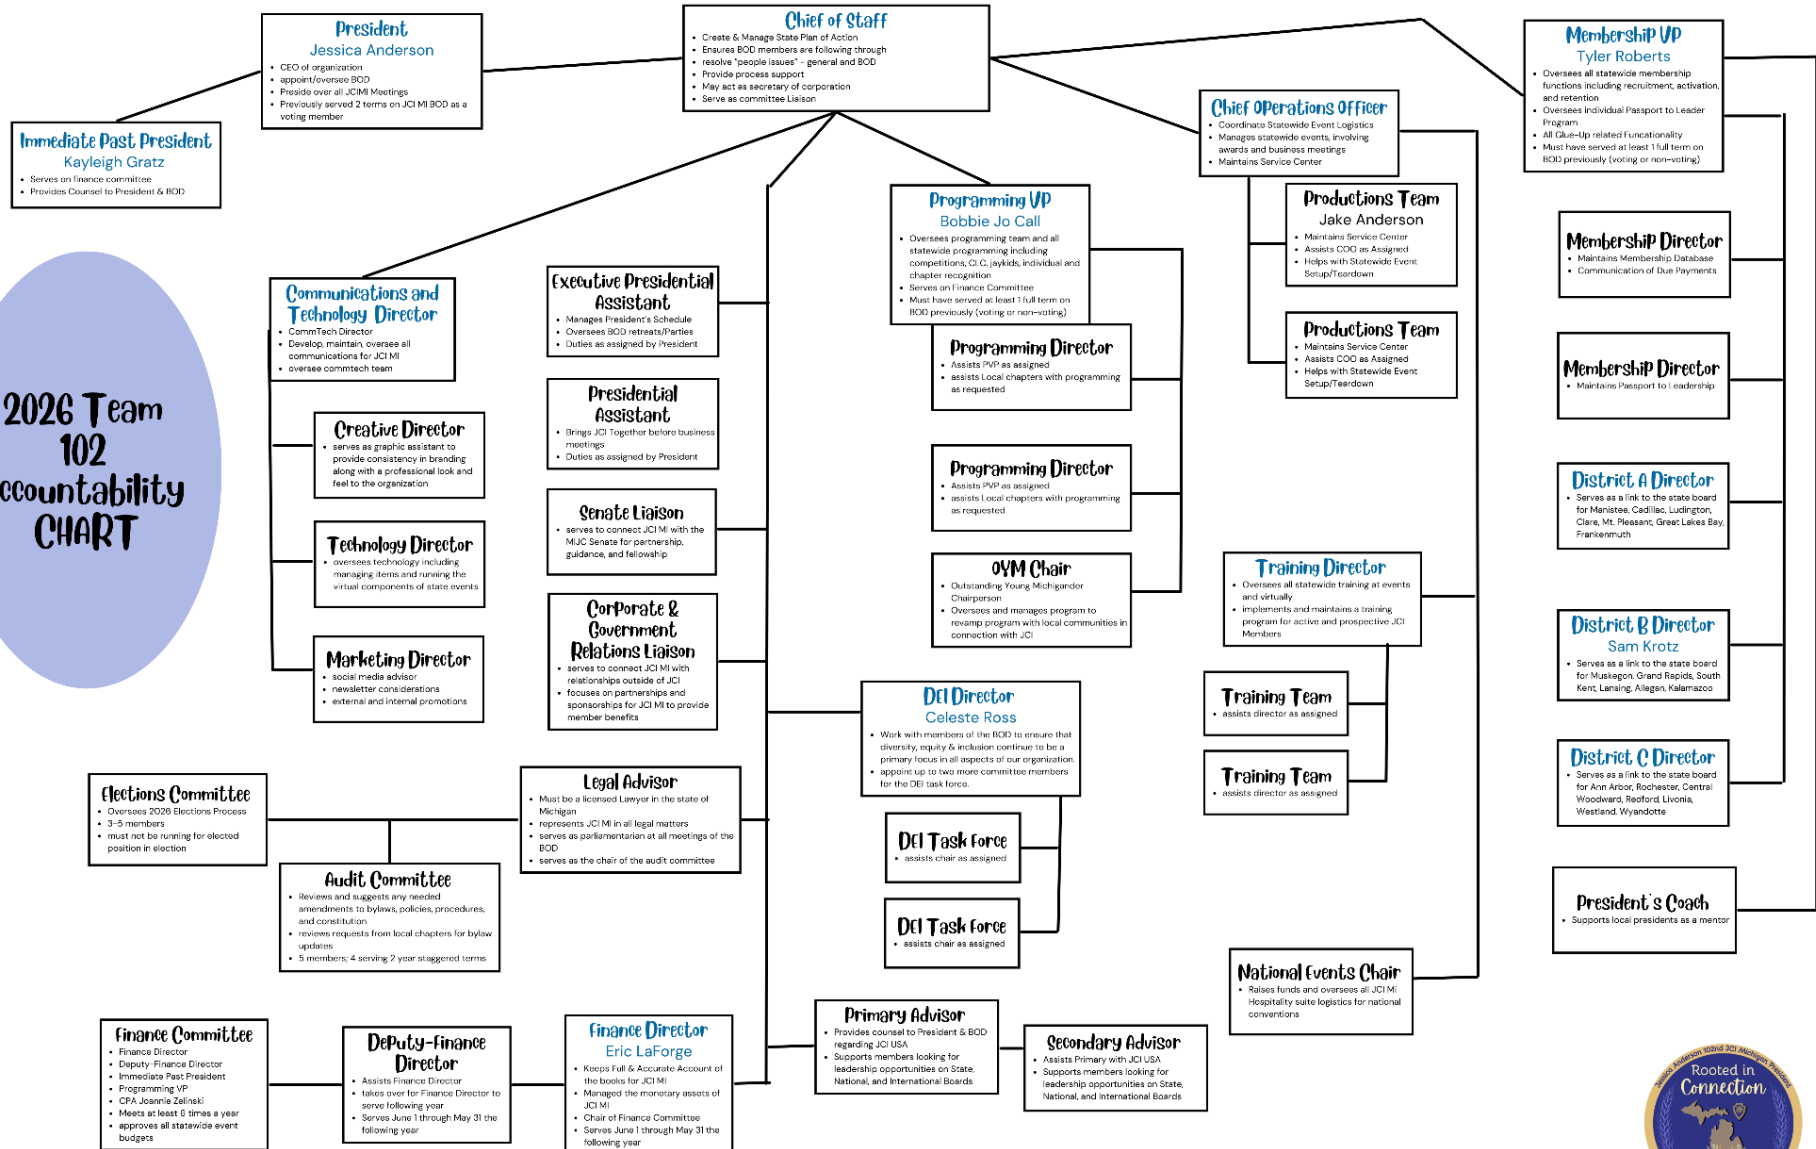 President
Jessica Anderson
• CEO of organization
• appoint/oversee BOD
• Preside over all JCIMI Meetings
• Previously served 2 terms on JCI MI BOD as a
voting member
Chief of Staff
• Create & Manage State Plan of Action
• Ensures BOD members are following through
• resolve "people issues" - general and BOD
• Provide process support
• May act as secretary of corporation
• Serve as committee Liaison
Membership VP
Tyler Roberts
• Oversees all statewide membership
functions including recruitment, activation,
and retention
• Oversees individual Passport to Leader
Program
• All Glue-Up related Funcationality
• Must have served at least 1 full term on
BOD previously (voting or non-voting)
Immediate Past President
Kayleigh Gratz
• Serves on finance committee
• Provides Counsel to President & BOD
Chief Operations Officer
• Coordinate Statewide Event Logistics
• Manages statewide events, involving
awards and business meetings
• Maintains Service Center
Programming VP
Bobbie Jo Call
• Oversees programming team and all
statewide programming including
competitions, CLC, jaykids, individual and
chapter recognition
• Serves on Finance Committee
• Must have served at least 1 full term on
BOD previously (voting or non-voting)
Productions Team
Jake Anderson
• Maintains Service Center
• Assists COO as Assigned
• Helps with Statewide Event
Setup/Teardown
Membership Director
• Maintains Membership Database
• Communication of Due Payments
Communications and
Technology Director
• CommTech Director
• Develop, maintain, oversee all
communications for JCI MI
• oversee commtech team
Executive Presidential
Assistant
• Manages President's Schedule
• Oversees BOD retreats/Parties
• Duties as assigned by President
Programming Director
• Assists PVP as assigned
• assists Local chapters with programming
as requested
Productions Team
• Maintains Service Center
• Assists COO as Assigned
• Helps with Statewide Event
Setup/Teardown
Membership Director
• Maintains Passport to Leadership
2026 Team
102
ccountability
CHART
Creative Director
• serves as graphic assistant to
provide consistency in branding
along with a professional look and
feel to the organization
Presidential
Assistant
• Brings JCI Together before business
meetings
• Duties as assigned by President
Programming Director
• Assists PVP as assigned
• assists Local chapters with programming
as requested
District A Director
• Serves as a link to the state board
for Manistee, Cadillac, Ludington,
Clare, Mt. Pleasant, Great Lakes Bay,
Frankenmuth
Technology Director
• oversees technology including
managing items and running the
virtual components of state events
Senate Liaison
• serves to connect JCI MI with the
MIJC Senate for partnership,
guidance, and fellowship
OYM Chair
• Outstanding Young Michigander
Chairperson
• Oversees and manages program to
revamp program with local communities in
connection with JCI
Training Director
• Oversees all statewide training at events
and virtually
• implements and maintains a training
program for active and prospective JCI
Members
District B Director
Sam Krotz
• Serves as a link to the state board
for Muskegon, Grand Rapids, South
Kent, Lansing, Allegan, Kalamazoo
Marketing Director
• social media advisor
• newsletter considerations
• external and internal promotions
Corporate &
Government
Relations Liaison
• serves to connect JCI MI with
relationships outside of JCI
• focuses on partnerships and
sponsorships for JCI MI to provide
member benefits
DEI Director
Celeste Ross
• Work with members of the BOD to ensure that
diversity, equity & inclusion continue to be a
primary focus in all aspects of our organization.
• appoint up to two more committee members
for the DEI task force.
Training Team
• assists director as assigned
Training Team
• assists director as assigned
District C Director
• Serves as a link to the state board
for Ann Arbor, Rochester, Central
Woodward, Redford, Livonia,
Westland, Wyandotte
Elections Committee
• Oversees 2026 Elections Process
• 3-5 members
• must not be running for elected
position in election
Legal Advisor
• Must be a licensed Lawyer in the state of
Michigan
• represents JCI MI in all legal matters
• serves as parliamentarian at all meetings of the
BOD
• serves as the chair of the audit committee
DEI Task Force
• assists chair as assigned
Audit Committee
• Reviews and suggests any needed
amendments to bylaws, policies, procedures,
and constitution
• reviews requests from local chapters for bylaw
updates
• 5 members; 4 serving 2 year staggered terms
DEI Task Force
• assists chair as assigned
President's Coach
• Supports local presidents as a mentor
National Events Chair
• Raises funds and oversees all JCI MI
Hospitality suite logistics for national
conventions
Finance Committee
• Finance Director
• Deputy-Finance Director
• Immediate Past President
• Programming VP
• CPA Joannie Zelinski
• Meets at least 6 times a year
• approves all statewide event
budgets
Deputy-Finance
Director
• Assists Finance Director
• takes over for Finance Director to
serve following year
• Serves June 1 through May 31 the
following year
Finance Director
Eric LaForge
• Keeps Full & Accurate Account of
the books for JCI MI
• Managed the monetary assets of
JCI MI
• Chair of Finance Committee
• Serves June 1 through May 31 the
following year
Primary Advisor
• Provides counsel to President & BOD
regarding JCI USA
• Supports members looking for
leadership opportunities on State,
National, and International Boards
Secondary Advisor
• Assists Primary with JCI USA
• Supports members looking for
leadership opportunities on State,
National, and International Boards
Jessica Anderson 102nd JCI Michigan President
Rooted in
Connection